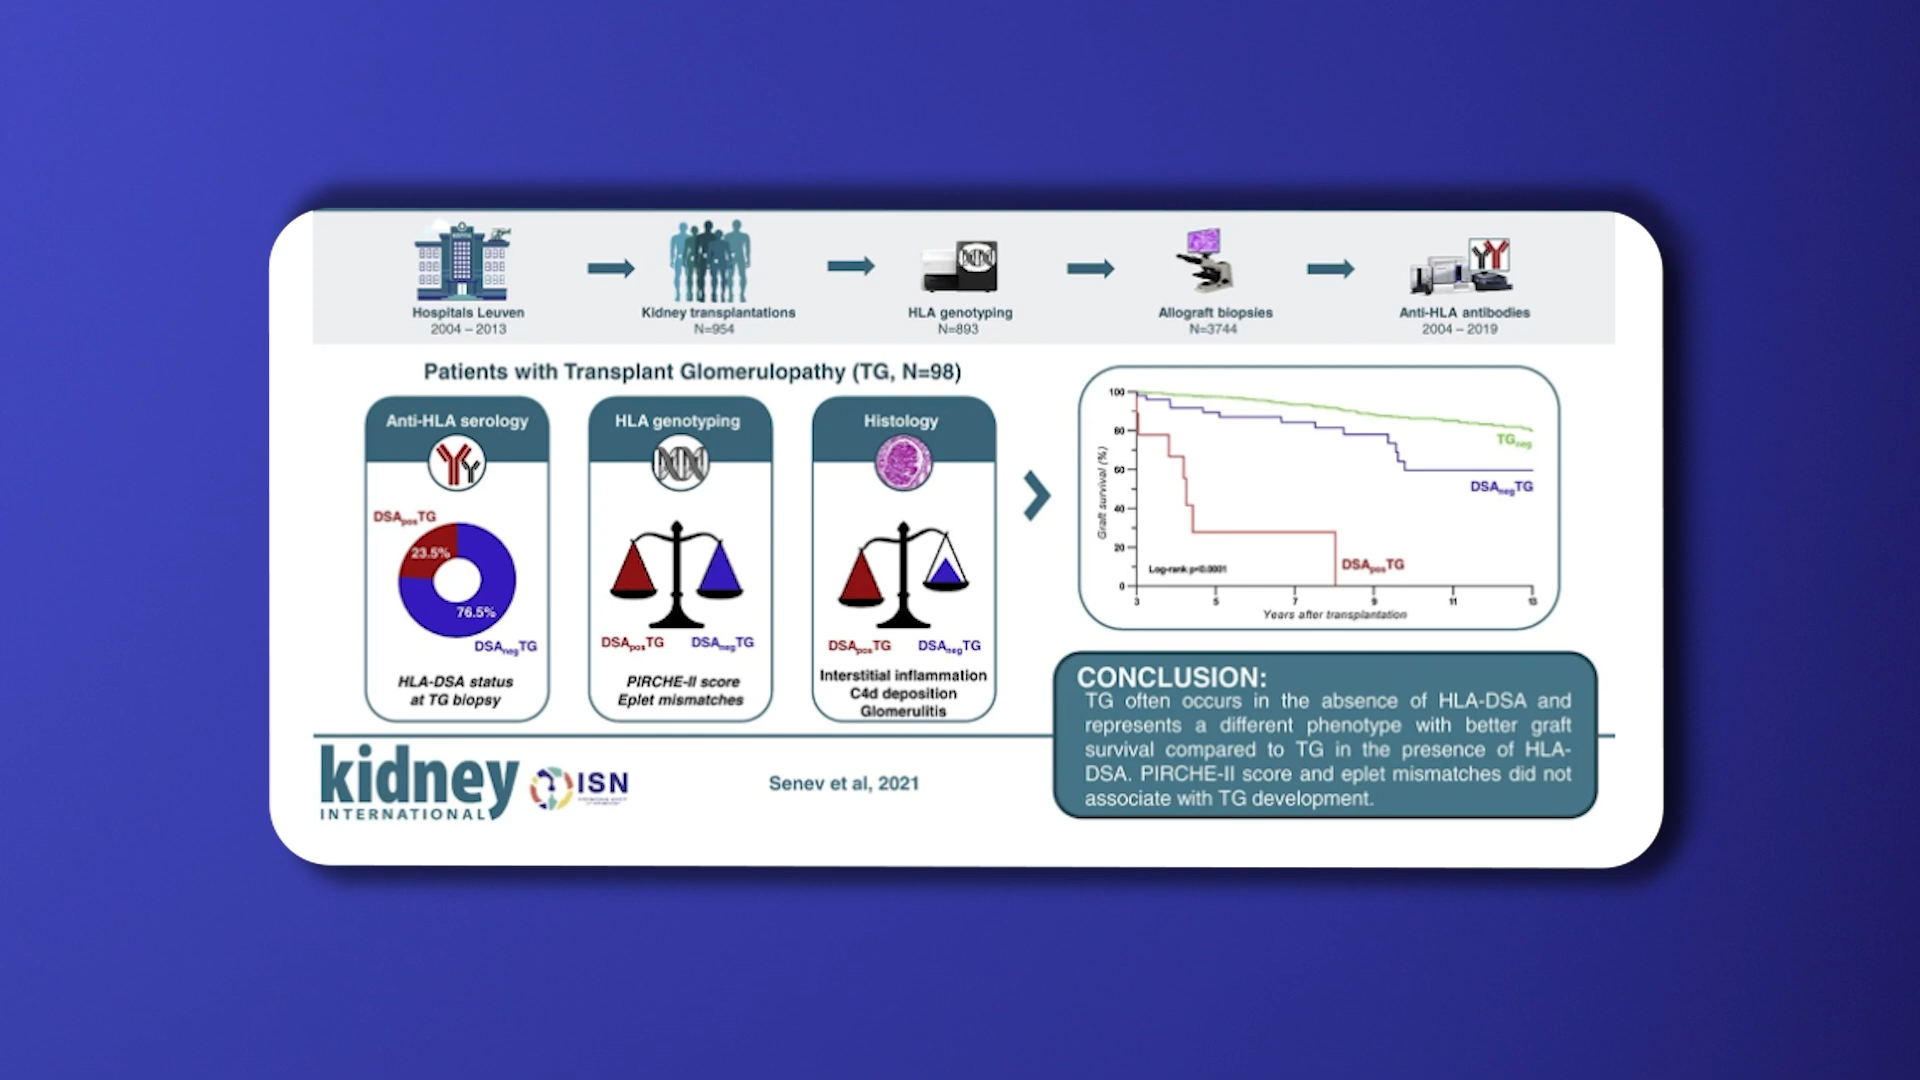 Hospitals Leuven
2004 – 2013
Kidney transplantations
N=954
HLA genotyping
N=893
Allograft biopsies
N=3744
Anti-HLA antibodies
2004 – 2019
Patients with Transplant Glomerulopathy (TG, N=98)
Anti-HLA serology
DSAposTG
23.5%
76.5%
DSAnegTG
HLA-DSA status
at TG biopsy
HLA genotyping
DSAposTG
DSAnegTG
PIRCHE-II score
Eplet mismatches
Histology
DSAposTG
DSAnegTG
Interstitial inflammation
C4d deposition
Glomerulitis
Graft survival (%)
100
80
60
40
20
0
TGneg
DSAnegTG
DSAposTG
Log-rank p<0.0001
3
5
7
9
11
13
Years after transplantation
CONCLUSION:
TG often occurs in the absence of HLA-DSA and
represents a different phenotype with better graft
survival compared to TG in the presence of HLA-
DSA. PIRCHE-II score and eplet mismatches did not
associate with TG development.
kidney
INTERNATIONAL
ISN
Senev et al, 2021